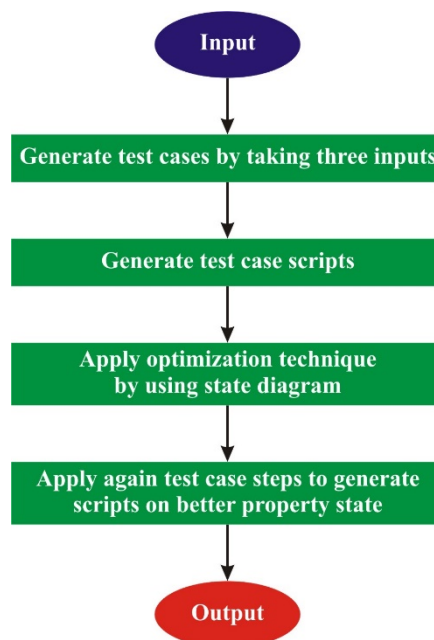 Input
Generate test cases by taking three inputs
Generate test case scripts
Apply optimization technique
by using state diagram
Apply again test case steps to generate
scripts on better property state
Output